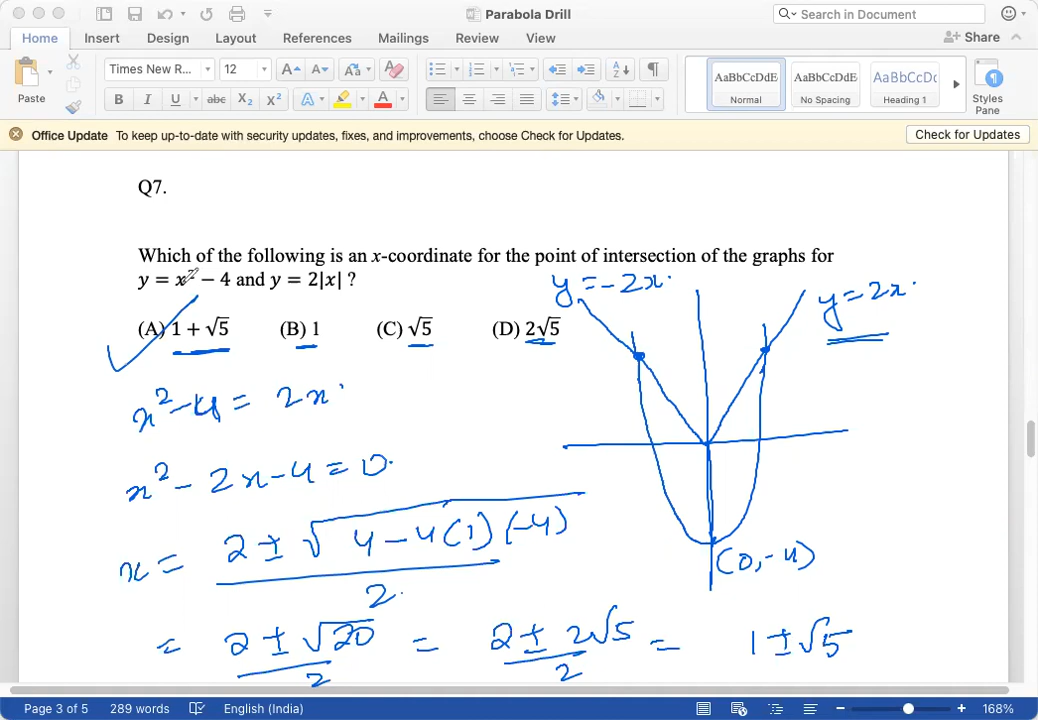 Parabola Drill
Search in Document
Home Insert Design Layout References Mailings Review View
Share
Paste
Times New R... 12
AaBbCcDdE AaBbCcDdE AaBbCcDc
Normal No Spacing Heading 1
Styles Pane
Office Update To keep up-to-date with security updates, fixes, and improvements, choose Check for Updates.
Check for Updates
Q7.
Which of the following is an x-coordinate for the point of intersection of the graphs for
y = x² − 4 and y = 2|x| ?
(A) 1 + √5 (B) 1 (C) √5 (D) 2√5
y = -2x
y = 2x
x² - 4 = 2x
x² - 2x - 4 = 0
x = 2 ± √4 - 4(1)(-4) / 2
(0, -4)
= 2 ± √20 / 2 = 2 ± 2√5 / 2 = 1 ± √5
Page 3 of 5 289 words English (India) 168%